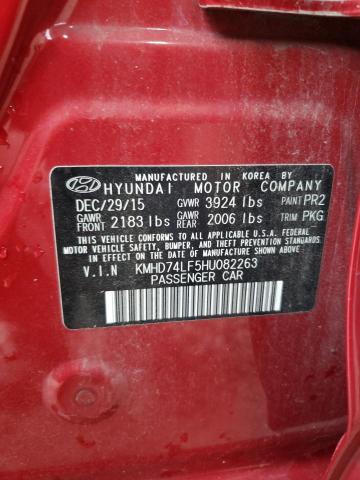 MANUFACTURED IN KOREA BY
HYUNDAI MOTOR COMPANY
DEC/29/15 GVWR 3924 lbs PAINT PR2
GAWR FRONT 2183 lbs GAWR REAR 2006 lbs TRIM PKG
THIS VEHICLE CONFORMS TO ALL APPLICABLE U.S.A. FEDERAL
MOTOR VEHICLE SAFETY, BUMPER, AND THEFT PREVENTION STANDARDS
IN EFFECT ON THE DATE OF MANUFACTURE SHOWN ABOVE.
V.I.N KMHD74LF5HU082263
PASSENGER CAR